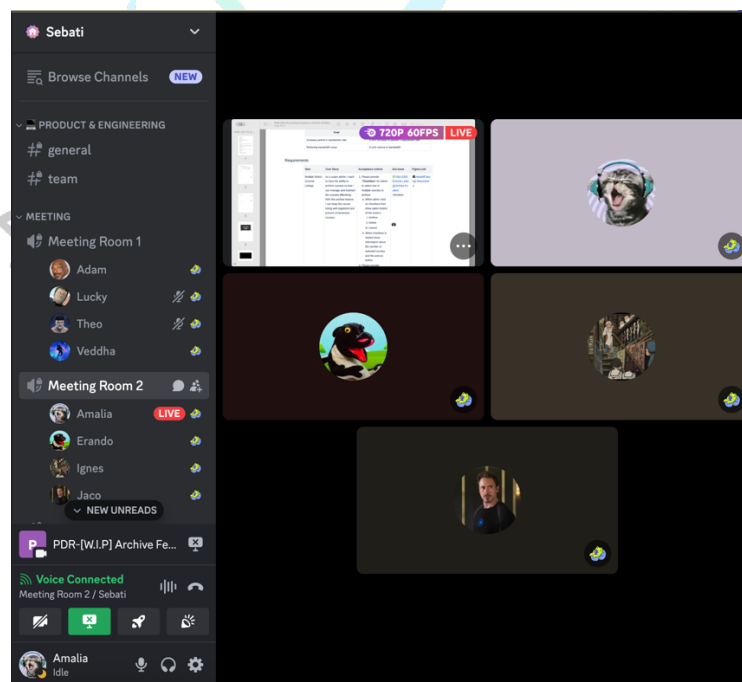 Sebati
Browse Channels NEW
PRODUCT & ENGINEERING
general
team
MEETING
Meeting Room 1
Adam
Lucky
Theo
Veddha
Meeting Room 2
Amalia LIVE
Erando
Ignes
Jaco
NEW UNREADS
P PDR-[W.I.P] Archive Fe...
Voice Connected
Meeting Room 2 / Sebati
Amalia
Idle
720P 60FPS LIVE
Requirements